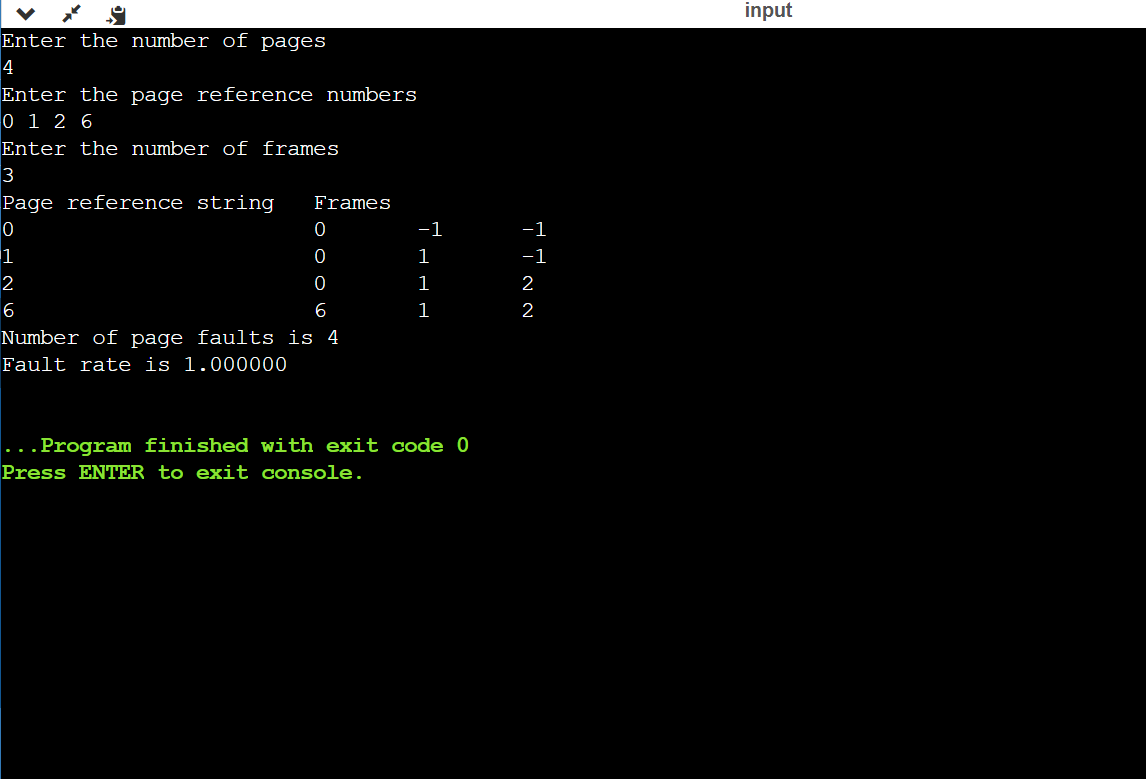 input
Enter the number of pages
4
Enter the page reference numbers
0 1 2 6
Enter the number of frames
3
Page reference string   Frames
0                       0       -1      -1
1                       0       1       -1
2                       0       1       2
6                       6       1       2
Number of page faults is 4
Fault rate is 1.000000
...Program finished with exit code 0
Press ENTER to exit console.